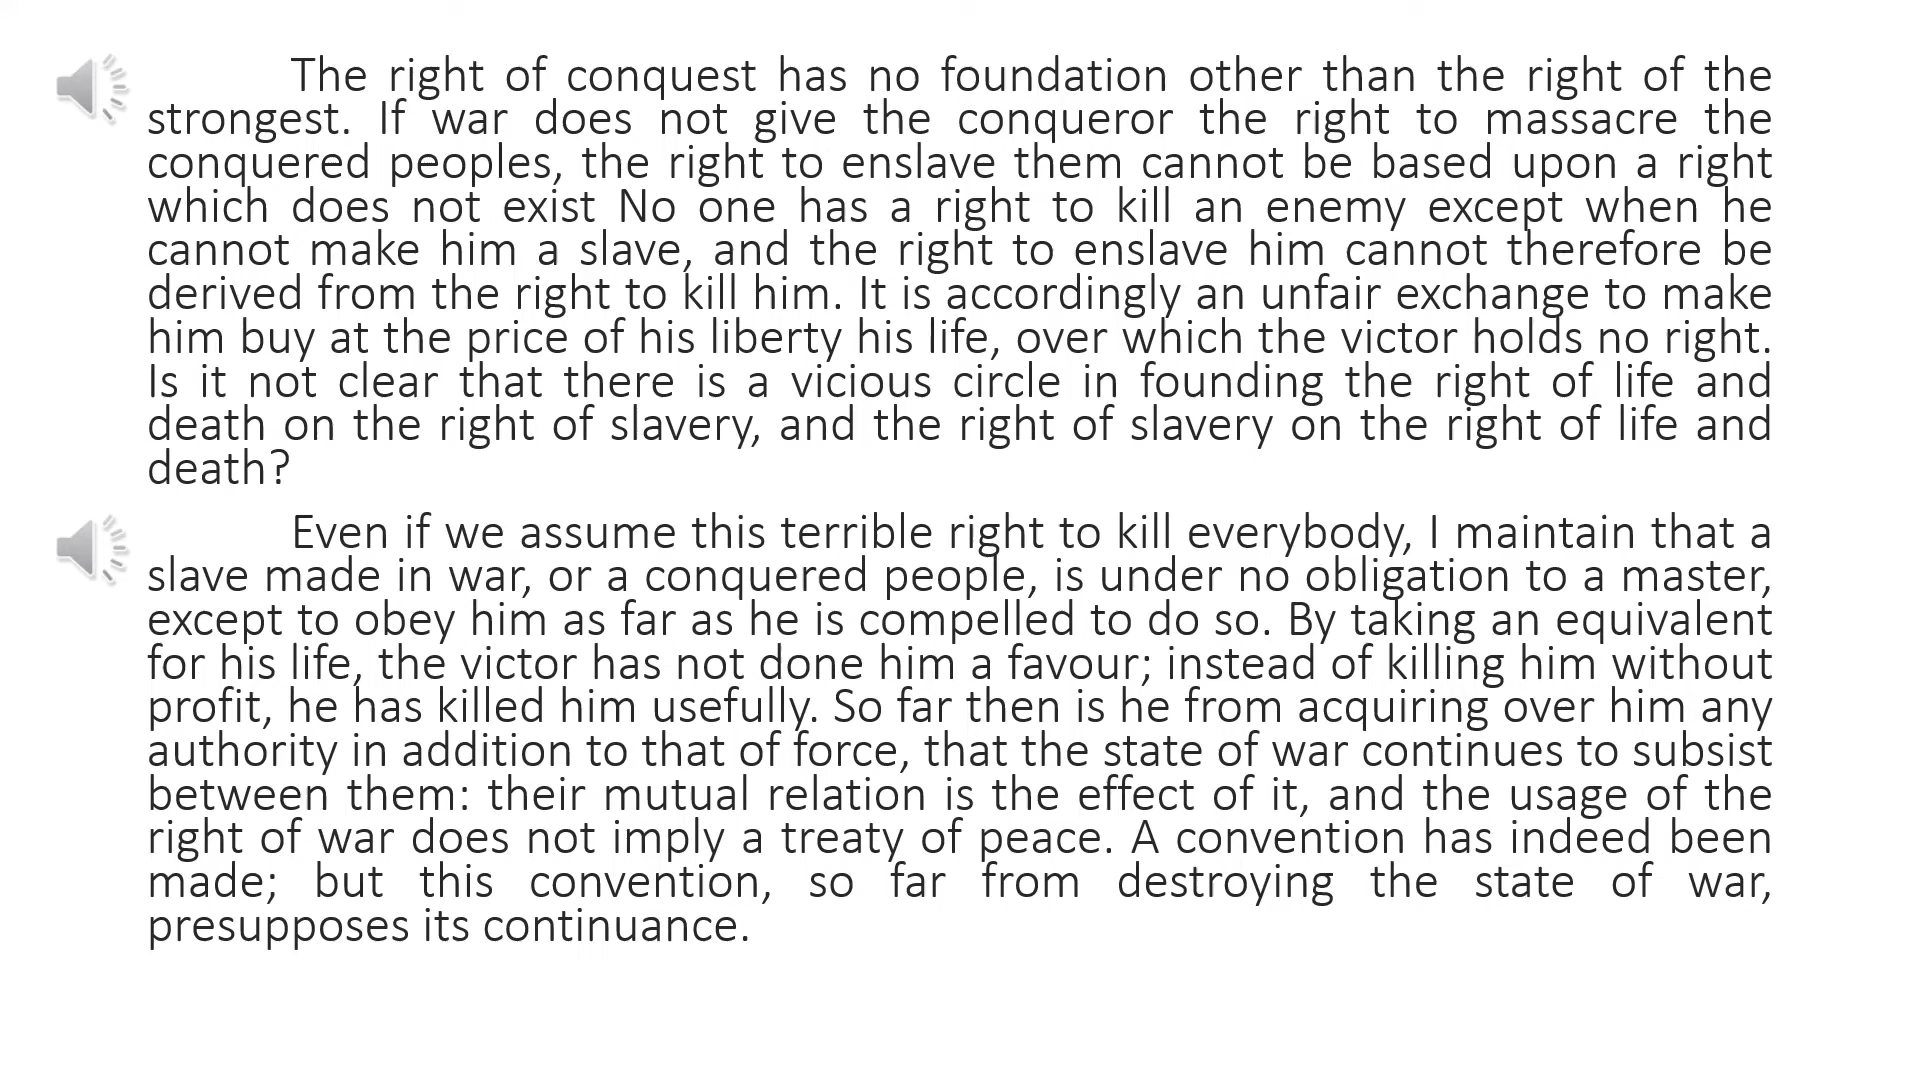 The right of conquest has no foundation other than the right of the
strongest. If war does not give the conqueror the right to massacre the
conquered peoples, the right to enslave them cannot be based upon a right
which does not exist No one has a right to kill an enemy except when he
cannot make him a slave, and the right to enslave him cannot therefore be
derived from the right to kill him. It is accordingly an unfair exchange to make
him buy at the price of his liberty his life, over which the victor holds no right.
Is it not clear that there is a vicious circle in founding the right of life and
death on the right of slavery, and the right of slavery on the right of life and
death?
Even if we assume this terrible right to kill everybody, I maintain that a
slave made in war, or a conquered people, is under no obligation to a master,
except to obey him as far as he is compelled to do so. By taking an equivalent
for his life, the victor has not done him a favour; instead of killing him without
profit, he has killed him usefully. So far then is he from acquiring over him any
authority in addition to that of force, that the state of war continues to subsist
between them: their mutual relation is the effect of it, and the usage of the
right of war does not imply a treaty of peace. A convention has indeed been
made; but this convention, so far from destroying the state of war,
presupposes its continuance.